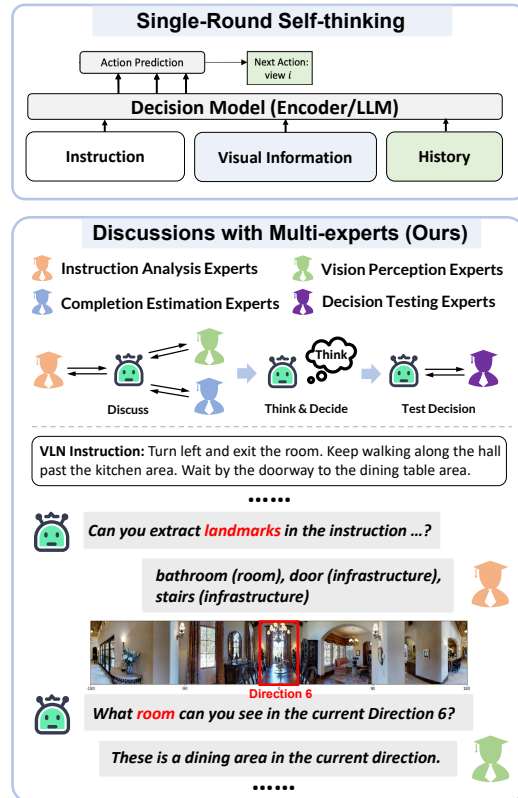 Single-Round Self-thinking
Action Prediction
Next Action:
view i
Decision Model (Encoder/LLM)
Instruction
Visual Information
History
Discussions with Multi-experts (Ours)
Instruction Analysis Experts
Vision Perception Experts
Completion Estimation Experts
Decision Testing Experts
Think
Discuss
Think & Decide
Test Decision
VLN Instruction: Turn left and exit the room. Keep walking along the hall
past the kitchen area. Wait by the doorway to the dining table area.
......
Can you extract landmarks in the instruction ...?
bathroom (room), door (infrastructure),
stairs (infrastructure)
-180
-90
90
180
Direction 6
What room can you see in the current Direction 6?
These is a dining area in the current direction.
......